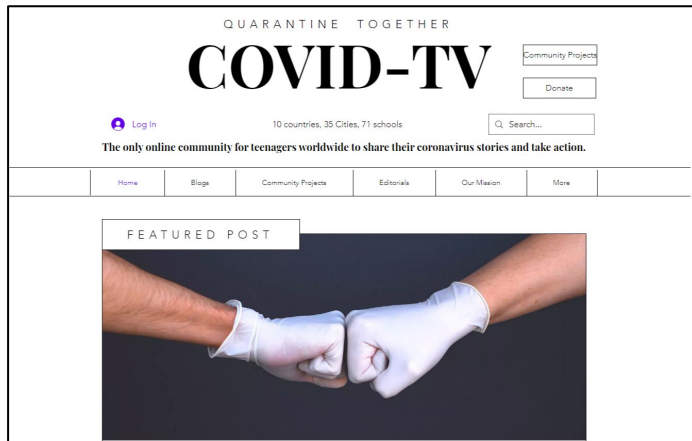 QUARANTINE TOGETHER
COVID-TV
Community Projects
Donate
Log In
10 countries, 35 Cities, 71 schools
Search...
The only online community for teenagers worldwide to share their coronavirus stories and take action.
Home
Blogs
Community Projects
Editorials
Our Mission
More
FEATURED POST